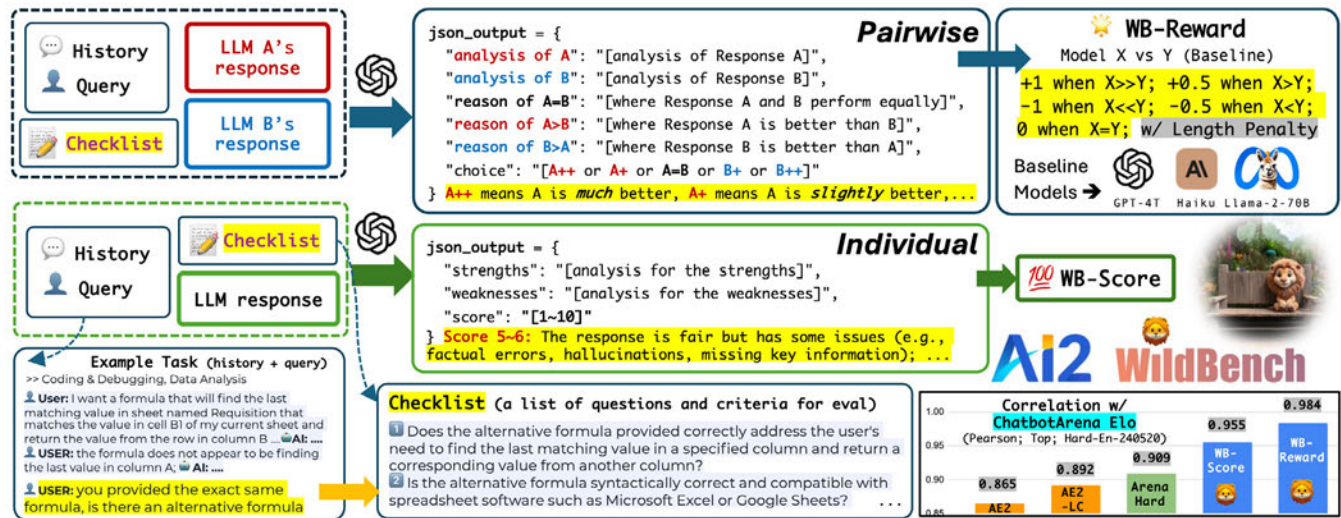 History
Query
Checklist
LLM A's
response
LLM B's
response
json_output = {
"analysis of A": "[analysis of Response A]",
"analysis of B": "[analysis of Response B]",
"reason of A=B": "[where Response A and B perform equally]",
"reason of A>B": "[where Response A is better than B]",
"reason of B>A": "[where Response B is better than A]",
"choice": "[A++ or A+ or A=B or B+ or B++]"
} A++ means A is much better, A+ means A is slightly better,...
Pairwise
WB-Reward
Model X vs Y (Baseline)
+1 when X>>Y; +0.5 when X>Y;
-1 when X<<Y; -0.5 when X<Y;
0 when X=Y; w/ Length Penalty
Baseline
Models →
GPT-4T Haiku Llama-2-70B
History
Query
Checklist
LLM response
json_output = {
"strengths": "[analysis for the strengths]",
"weaknesses": "[analysis for the weaknesses]",
"score": "[1~10]"
} Score 5~6: The response is fair but has some issues (e.g.,
factual errors, hallucinations, missing key information); ...
Individual
100 WB-Score
Ai2 WildBench
Example Task (history + query)
>> Coding & Debugging, Data Analysis
User: I want a formula that will find the last
matching value in sheet named Requisition that
matches the value in cell B1 of my current sheet and
return the value from the row in column B ... AI: ....
USER: the formula does not appear to be finding
the last value in column A; AI: ....
USER: you provided the exact same
formula, is there an alternative formula
Checklist (a list of questions and criteria for eval)
1 Does the alternative formula provided correctly address the user's
need to find the last matching value in a specified column and return a
corresponding value from another column?
2 Is the alternative formula syntactically correct and compatible with
spreadsheet software such as Microsoft Excel or Google Sheets? ...
Correlation w/
ChatbotArena Elo
(Pearson; Top; Hard-En-240520)
1.00
0.95
0.90
0.85
0.865
0.892
0.909
0.955
0.984
AE2
AE2
-LC
Arena
Hard
WB-
Score
WB-
Reward